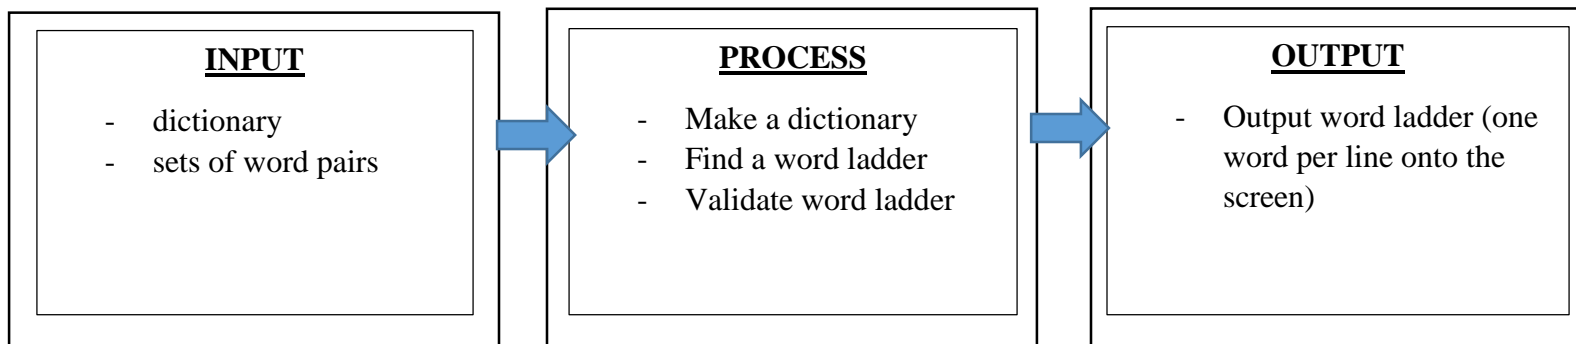 INPUT
- dictionary
- sets of word pairs
PROCESS
- Make a dictionary
- Find a word ladder
- Validate word ladder
OUTPUT
- Output word ladder (one
word per line onto the
screen)